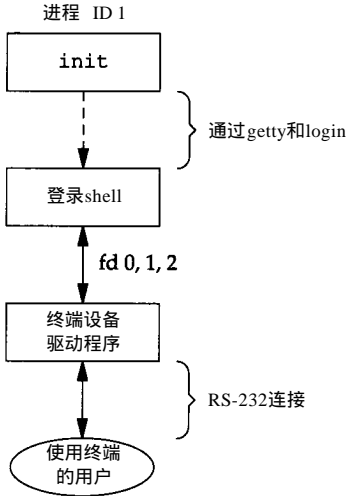 进程 ID 1
init
通过getty和login
登录shell
fd 0, 1, 2
终端设备
驱动程序
RS-232连接
使用终端
的用户